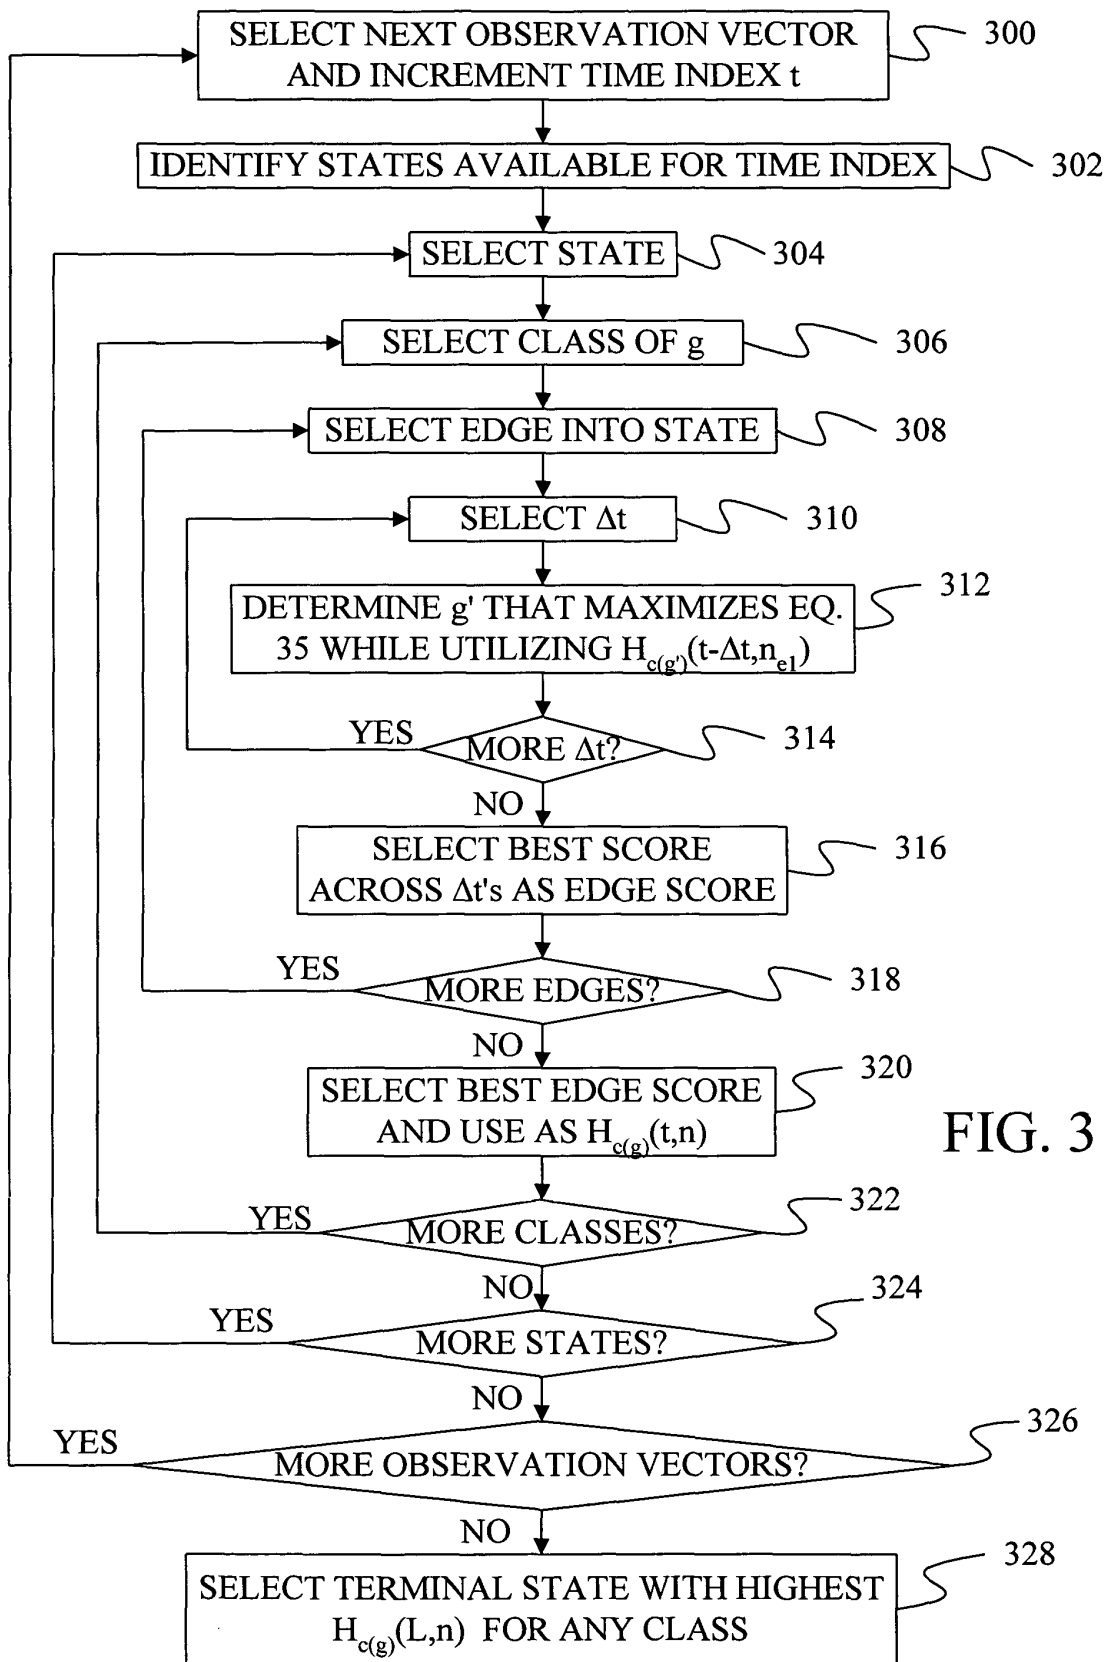 SELECT NEXT OBSERVATION VECTOR
AND INCREMENT TIME INDEX t
300
IDENTIFY STATES AVAILABLE FOR TIME INDEX
302
SELECT STATE
304
SELECT CLASS OF g
306
SELECT EDGE INTO STATE
308
SELECT Δt
310
DETERMINE g' THAT MAXIMIZES EQ.
35 WHILE UTILIZING H_c(g')(t-Δt,n_e1)
312
MORE Δt?
314
YES
NO
SELECT BEST SCORE
ACROSS Δt's AS EDGE SCORE
316
YES
MORE EDGES?
318
NO
SELECT BEST EDGE SCORE
AND USE AS H_c(g)(t,n)
320
FIG. 3
YES
MORE CLASSES?
322
NO
YES
MORE STATES?
324
NO
YES
MORE OBSERVATION VECTORS?
326
NO
SELECT TERMINAL STATE WITH HIGHEST
H_c(g)(L,n) FOR ANY CLASS
328